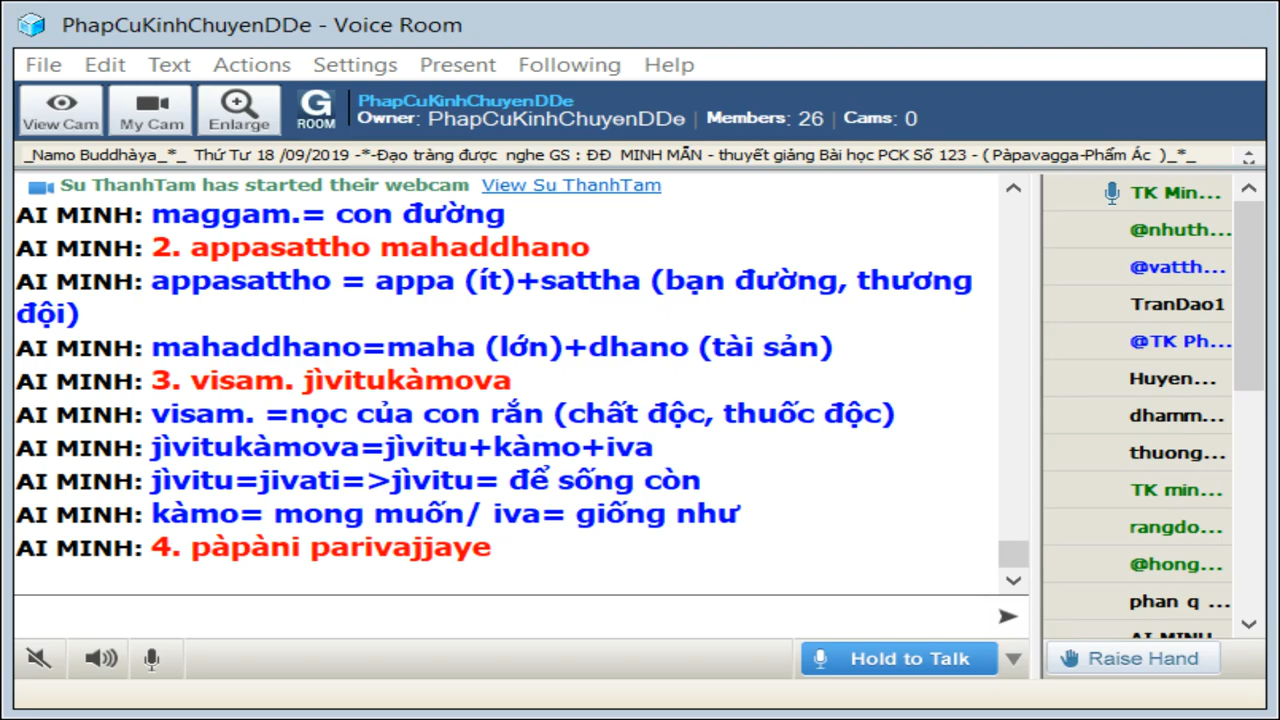 PhapCuKinhChuyenDDe - Voice Room
File Edit Text Actions Settings Present Following Help
View Cam My Cam Enlarge G ROOM
PhapCuKinhChuyenDDe
Owner: PhapCuKinhChuyenDDe | Members: 26 | Cams: 0
_Namo Buddhàya_*_ Thứ Tư 18 /09/2019 -*-Đạo tràng được nghe GS : ĐĐ MINH MẪN - thuyết giảng Bài học PCK Số 123 - ( Pàpavagga-Phẩm Ác )_*_
Su ThanhTam has started their webcam View Su ThanhTam
AI MINH: maggam.= con đường
AI MINH: 2. appasattho mahaddhano
AI MINH: appasattho = appa (ít)+sattha (bạn đường, thương
đội)
AI MINH: mahaddhano=maha (lớn)+dhano (tài sản)
AI MINH: 3. visam. jìvitukàmova
AI MINH: visam. =nọc của con rắn (chất độc, thuốc độc)
AI MINH: jìvitukàmova=jìvitu+kàmo+iva
AI MINH: jìvitu=jivati=>jìvitu= để sống còn
AI MINH: kàmo= mong muốn/ iva= giống như
AI MINH: 4. pàpàni parivajjaye
TK Min...
@nhuth...
@vatth...
TranDao1
@TK Ph...
Huyen...
dhamm...
thuong...
TK min...
rangdo...
@hong...
phan q ...
AI MINH
Hold to Talk
Raise Hand